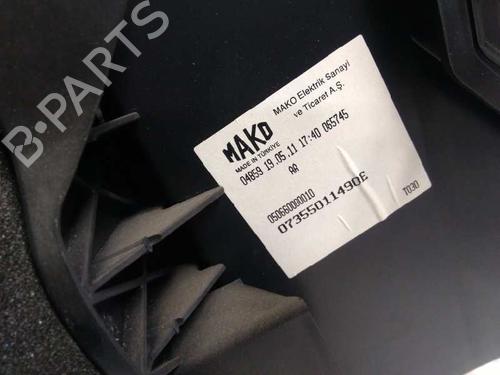 MAKO Elektrik Sanayi
ve Ticaret A.Ş.
MAKO
MADE IN TÜRKİYE
04859 19.05.11 17:40 065745
AA
05066000010
07355011490E
T030
B-PARTS